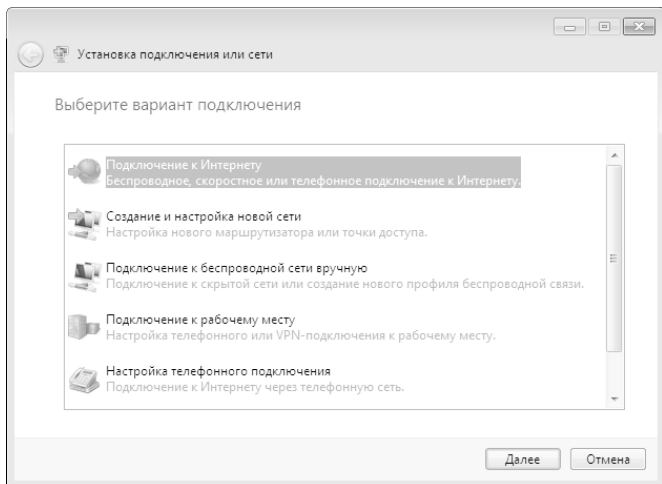 Установка подключения или сети
Выберите вариант подключения
Подключение к Интернету
Беспроводное, скоростное или телефонное подключение к Интернету.
Создание и настройка новой сети
Настройка нового маршрутизатора или точки доступа.
Подключение к беспроводной сети вручную
Подключение к скрытой сети или создание нового профиля беспроводной связи.
Подключение к рабочему месту
Настройка телефонного или VPN-подключения к рабочему месту.
Настройка телефонного подключения
Подключение к Интернету через телефонную сеть.
Далее
Отмена